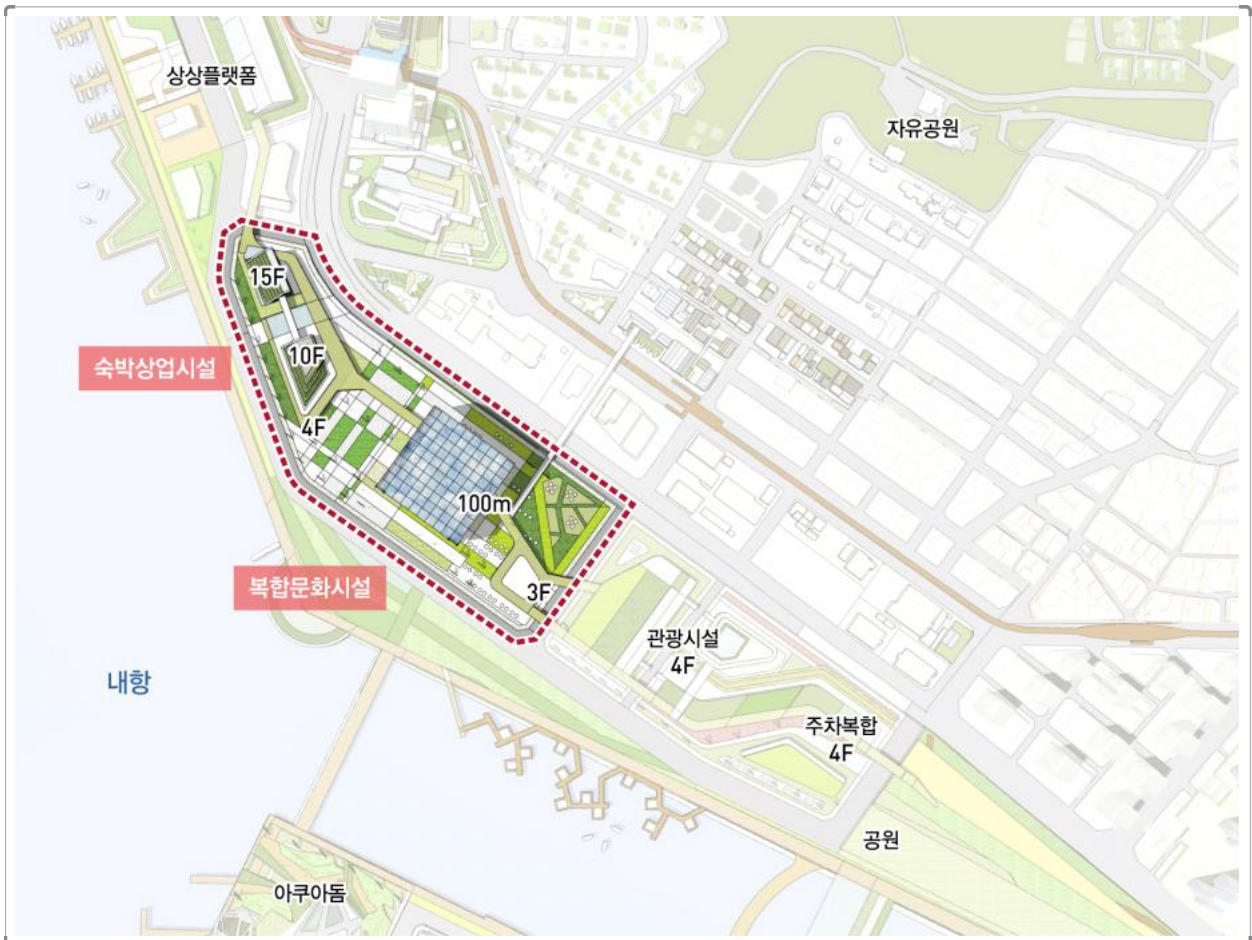 상상플랫폼
자유공원
15F
숙박상업시설
10F
4F
100m
복합문화시설
3F
관광시설
4F
내항
주차복합
4F
공원
아쿠아돔